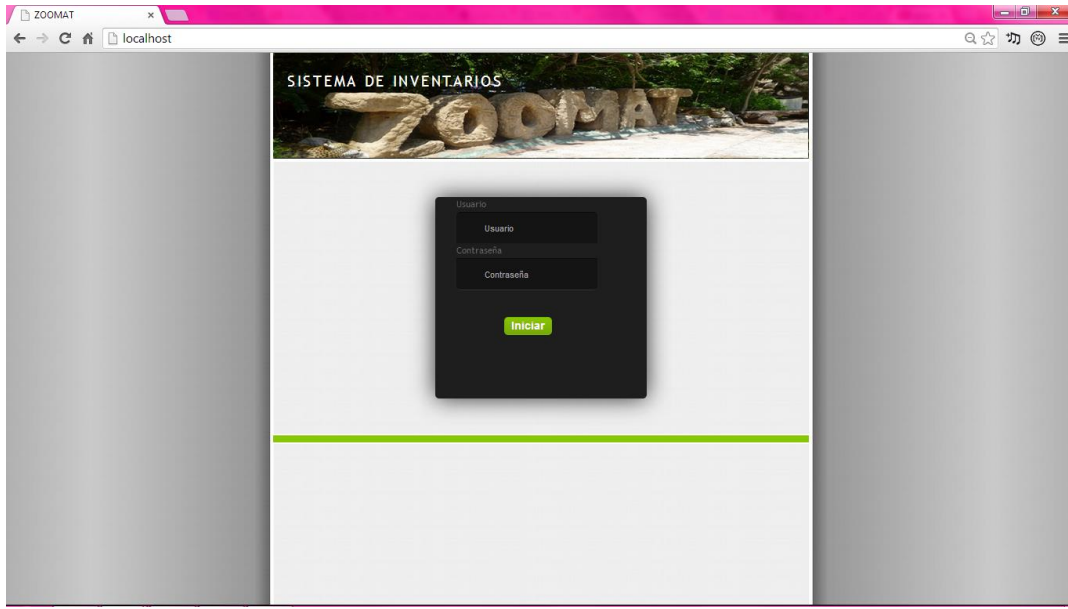 ZOOMAT
localhost
SISTEMA DE INVENTARIOS
ZOOMAT
Usuario
Usuario
Contraseña
Contraseña
Iniciar